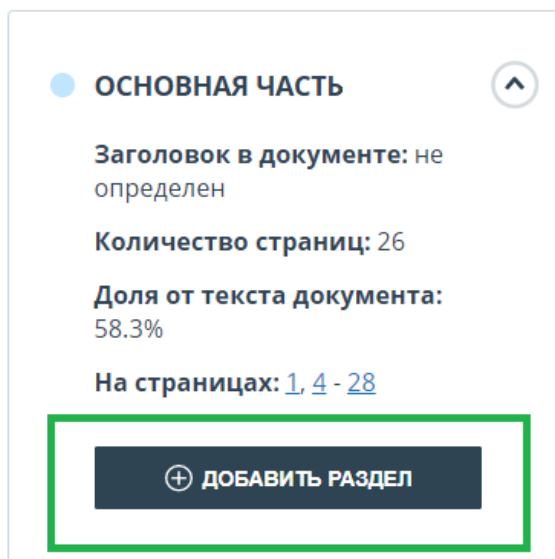 ОСНОВНАЯ ЧАСТЬ
Заголовок в документе: не
определен
Количество страниц: 26
Доля от текста документа:
58.3%
На страницах: 1, 4 - 28
ДОБАВИТЬ РАЗДЕЛ